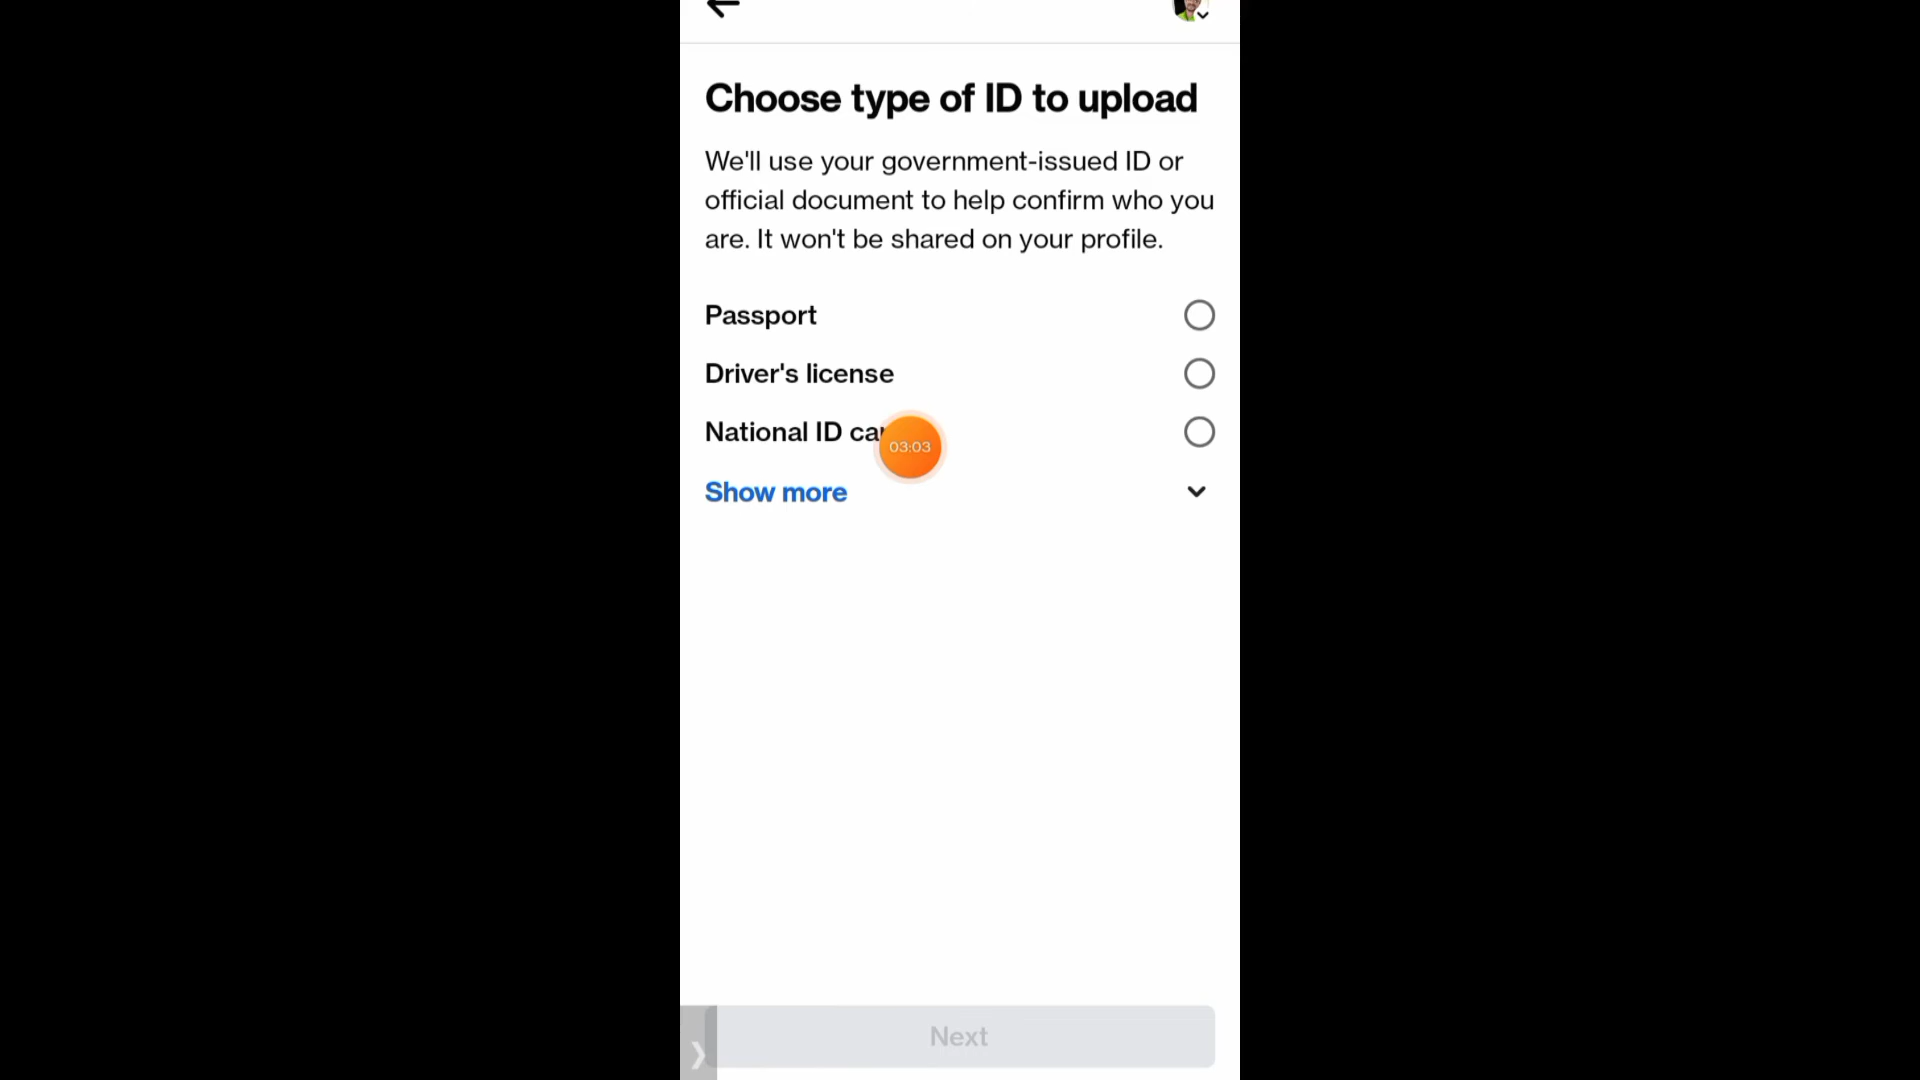 Choose type of ID to upload
We'll use your government-issued ID or
official document to help confirm who you
are. It won't be shared on your profile.
Passport
Driver's license
National ID
03:03
Show more
Next